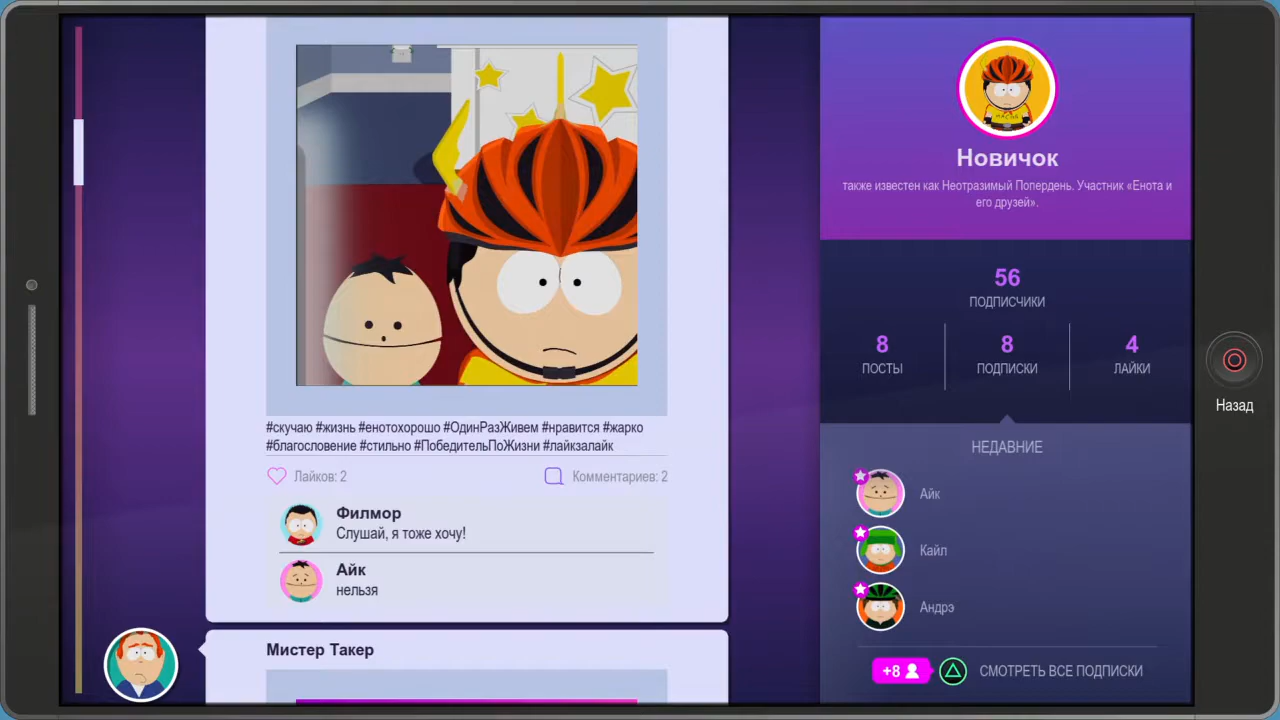 #скучаю #жизнь #енотохорошо #ОдинРазЖивем #нравится #жарко
#благословение #стильно #ПобедительПоЖизни #лайкзалайк
Лайков: 2
Комментариев: 2
Филмор
Слушай, я тоже хочу!
Айк
нельзя
Мистер Такер
Новичок
также известен как Неотразимый Попердень. Участник «Енота и
его друзей».
56
ПОДПИСЧИКИ
8
ПОСТЫ
8
ПОДПИСКИ
4
ЛАЙКИ
НЕДАВНИЕ
Айк
Кайл
Андрэ
+8
СМОТРЕТЬ ВСЕ ПОДПИСКИ
Назад